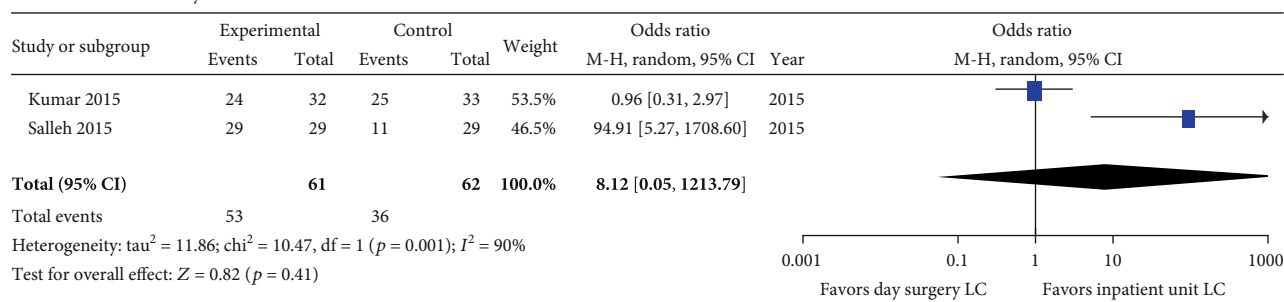 Study or subgroup Experimental Control Weight Odds ratio Year Odds ratio
Events Total Events Total M-H, random, 95% CI M-H, random, 95% CI
Kumar 2015 24 32 25 33 53.5% 0.96 [0.31, 2.97] 2015
Salleh 2015 29 29 11 29 46.5% 94.91 [5.27, 1708.60] 2015
Total (95% CI) 61 62 100.0% 8.12 [0.05, 1213.79]
Total events 53 36
Heterogeneity: tau² = 11.86; chi² = 10.47, df = 1 (p = 0.001); I² = 90%
Test for overall effect: Z = 0.82 (p = 0.41)
0.001 0.1 1 10 1000
Favors day surgery LC Favors inpatient unit LC